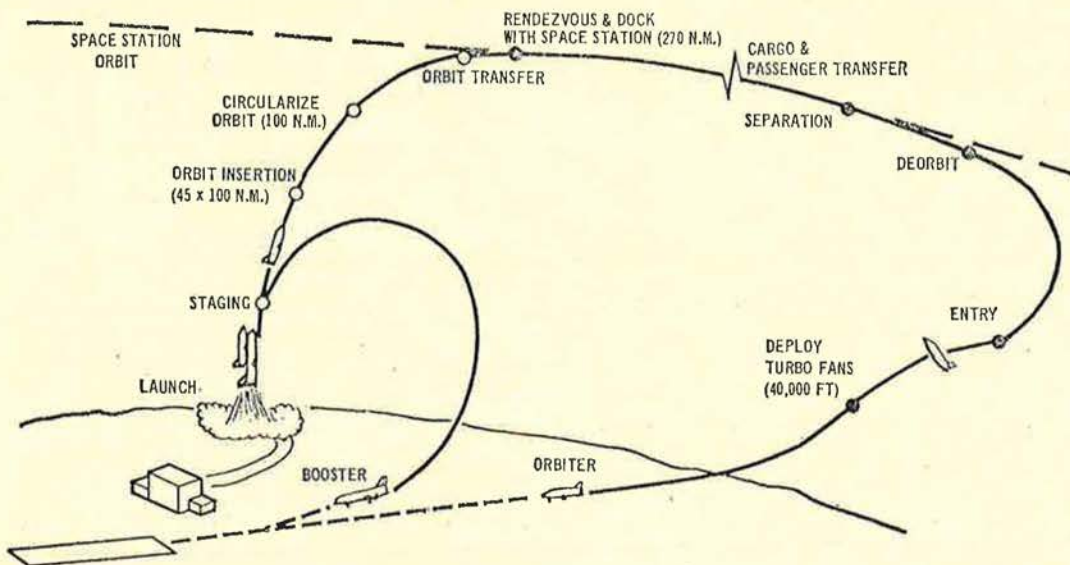 SPACE STATION
ORBIT
RENDEZVOUS & DOCK
WITH SPACE STATION (270 N.M.)
ORBIT TRANSFER
CARGO &
PASSENGER TRANSFER
CIRCULARIZE
ORBIT (100 N.M.)
SEPARATION
DEORBIT
ORBIT INSERTION
(45 x 100 N.M.)
STAGING
ENTRY
DEPLOY
TURBO FANS
(40,000 FT)
LAUNCH
BOOSTER
ORBITER